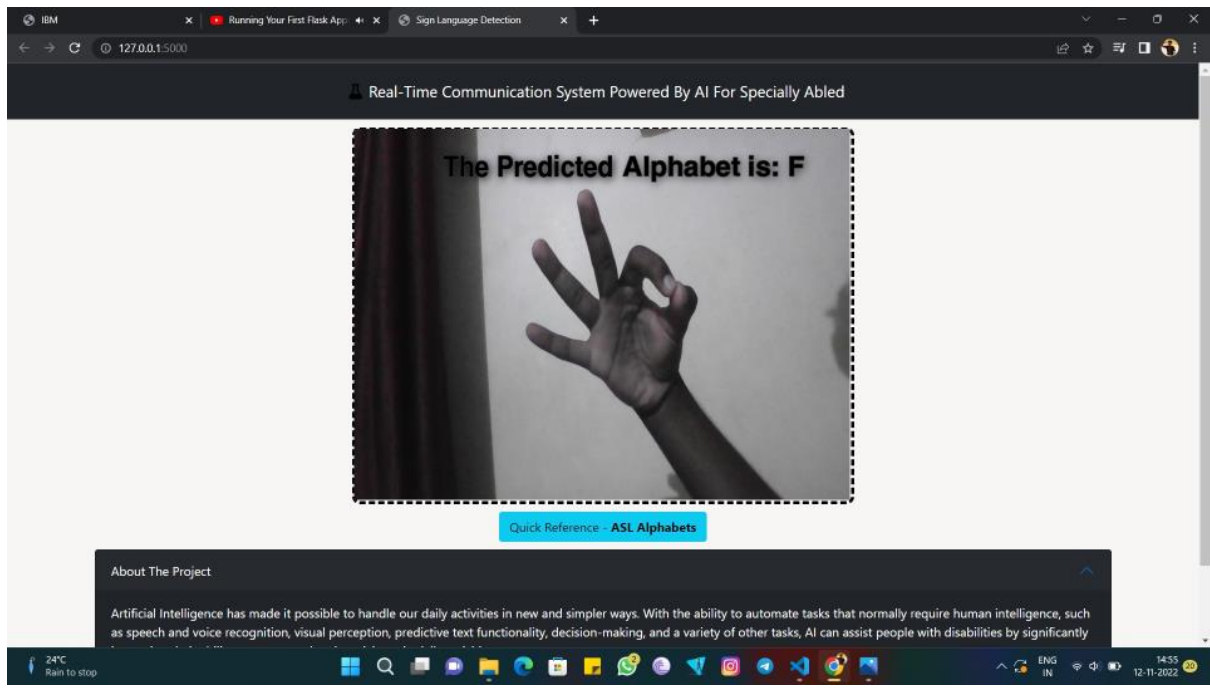 IBM
Running Your First Flask App
Sign Language Detection
127.0.0.1:5000
Real-Time Communication System Powered By AI For Specially Abled
The Predicted Alphabet is: F
Quick Reference - ASL Alphabets
About The Project
Artificial Intelligence has made it possible to handle our daily activities in new and simpler ways. With the ability to automate tasks that normally require human intelligence, such
as speech and voice recognition, visual perception, predictive text functionality, decision-making, and a variety of other tasks, AI can assist people with disabilities by significantly
24°C
Rain to stop
ENG
IN
14:55
12-11-2022
20